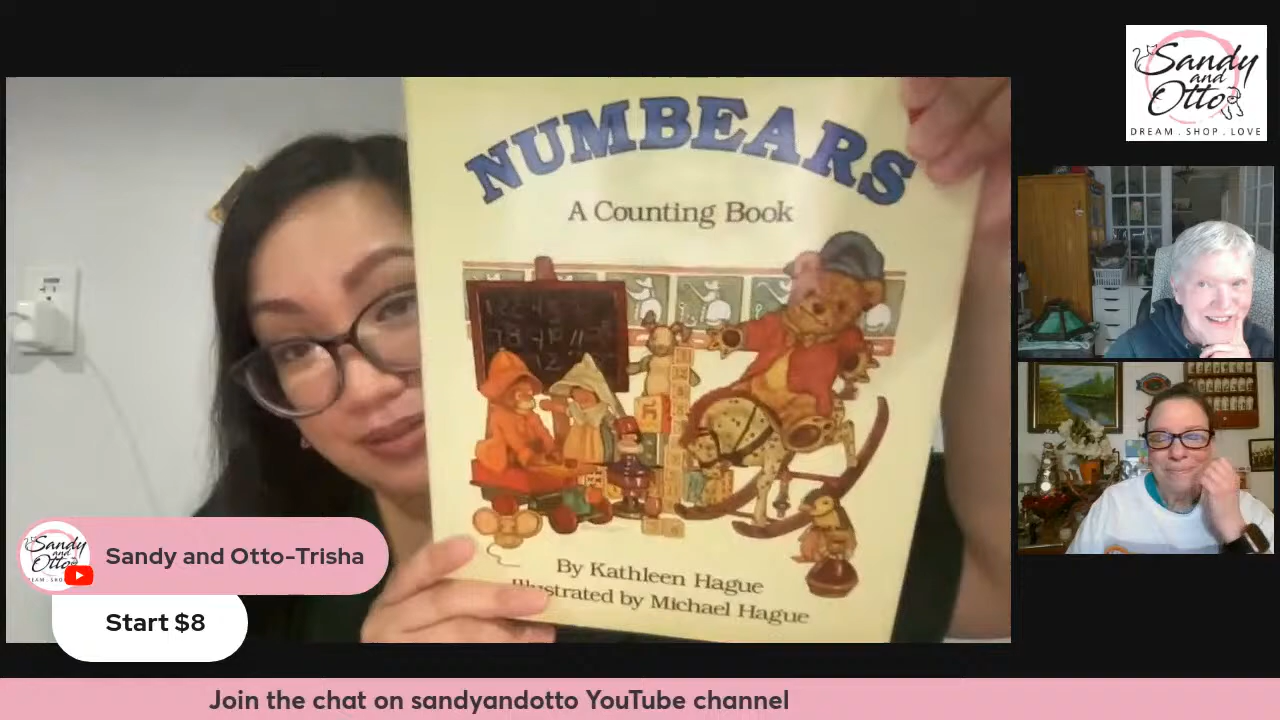 NUMBEARS
A Counting Book
By Kathleen Hague
Illustrated by Michael Hague
Sandy
and
Otto
DREAM . SHOP . LOVE
Sandy and Otto-Trisha
Start $8
Join the chat on sandyandotto YouTube channel